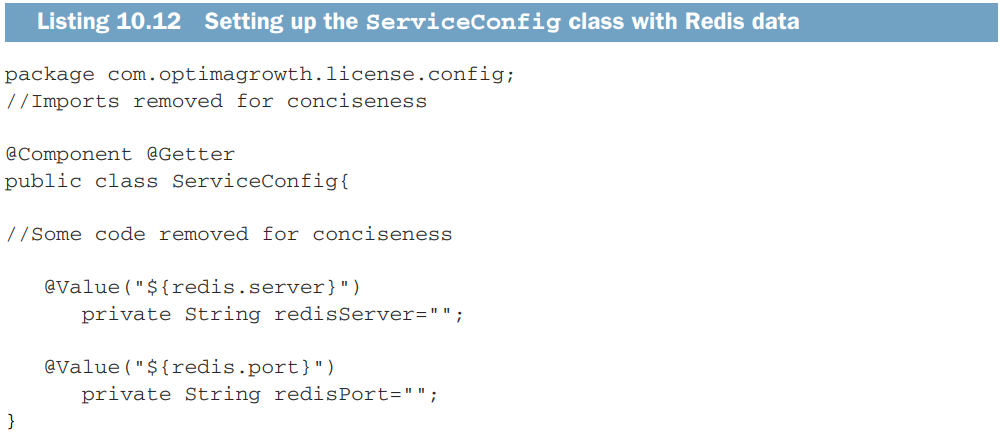 Listing 10.12 Setting up the ServiceConfig class with Redis data
package com.optimagrowth.license.config;
//Imports removed for conciseness
@Component @Getter
public class ServiceConfig{
//Some code removed for conciseness
@Value("${redis.server}")
private String redisServer="";
@Value("${redis.port}")
private String redisPort="";
}